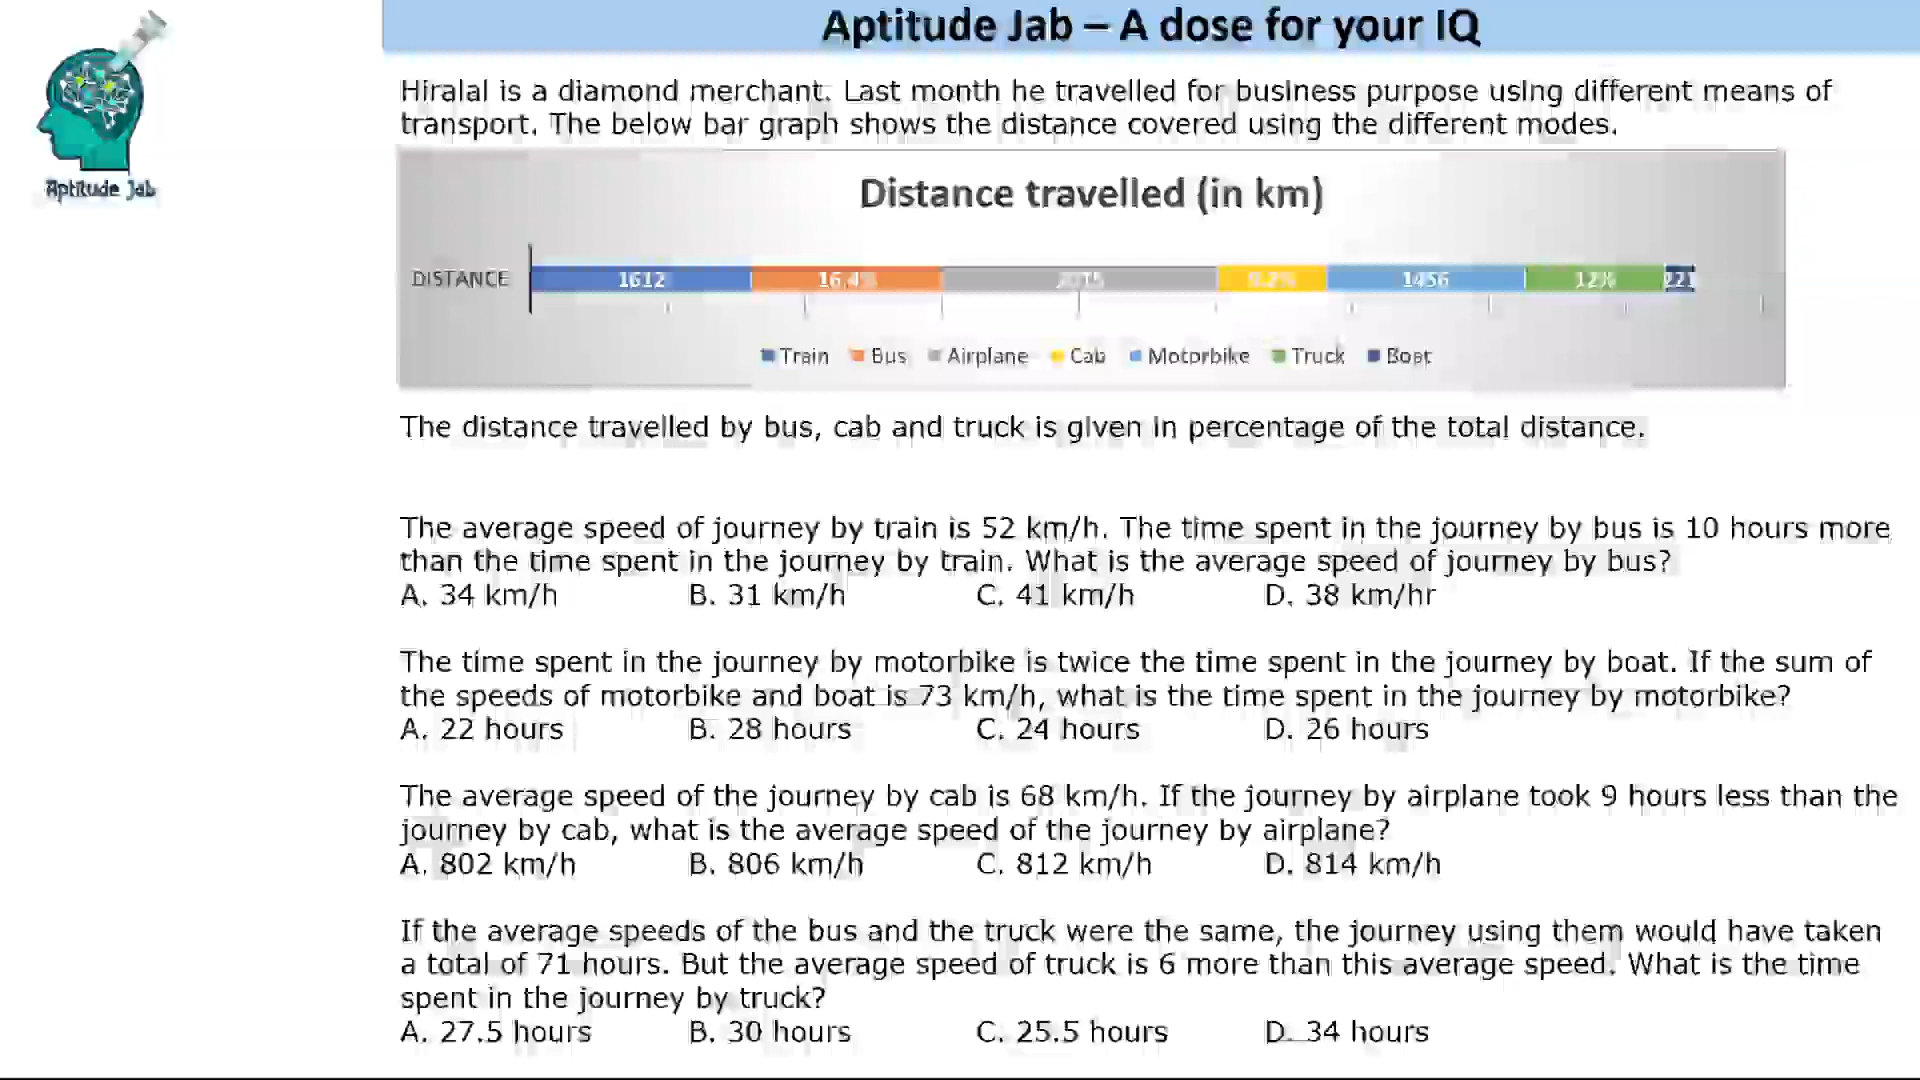 Aptitude Jab – A dose for your IQ
Aptitude Jab
Hiralal is a diamond merchant. Last month he travelled for business purpose using different means of
transport. The below bar graph shows the distance covered using the different modes.
Distance travelled (in km)
DISTANCE 1612 16.4% 2015 9.2% 1456 12% 221
Train Bus Airplane Cab Motorbike Truck Boat
The distance travelled by bus, cab and truck is given in percentage of the total distance.
The average speed of journey by train is 52 km/h. The time spent in the journey by bus is 10 hours more
than the time spent in the journey by train. What is the average speed of journey by bus?
A. 34 km/h B. 31 km/h C. 41 km/h D. 38 km/hr
The time spent in the journey by motorbike is twice the time spent in the journey by boat. If the sum of
the speeds of motorbike and boat is 73 km/h, what is the time spent in the journey by motorbike?
A. 22 hours B. 28 hours C. 24 hours D. 26 hours
The average speed of the journey by cab is 68 km/h. If the journey by airplane took 9 hours less than the
journey by cab, what is the average speed of the journey by airplane?
A. 802 km/h B. 806 km/h C. 812 km/h D. 814 km/h
If the average speeds of the bus and the truck were the same, the journey using them would have taken
a total of 71 hours. But the average speed of truck is 6 more than this average speed. What is the time
spent in the journey by truck?
A. 27.5 hours B. 30 hours C. 25.5 hours D. 34 hours